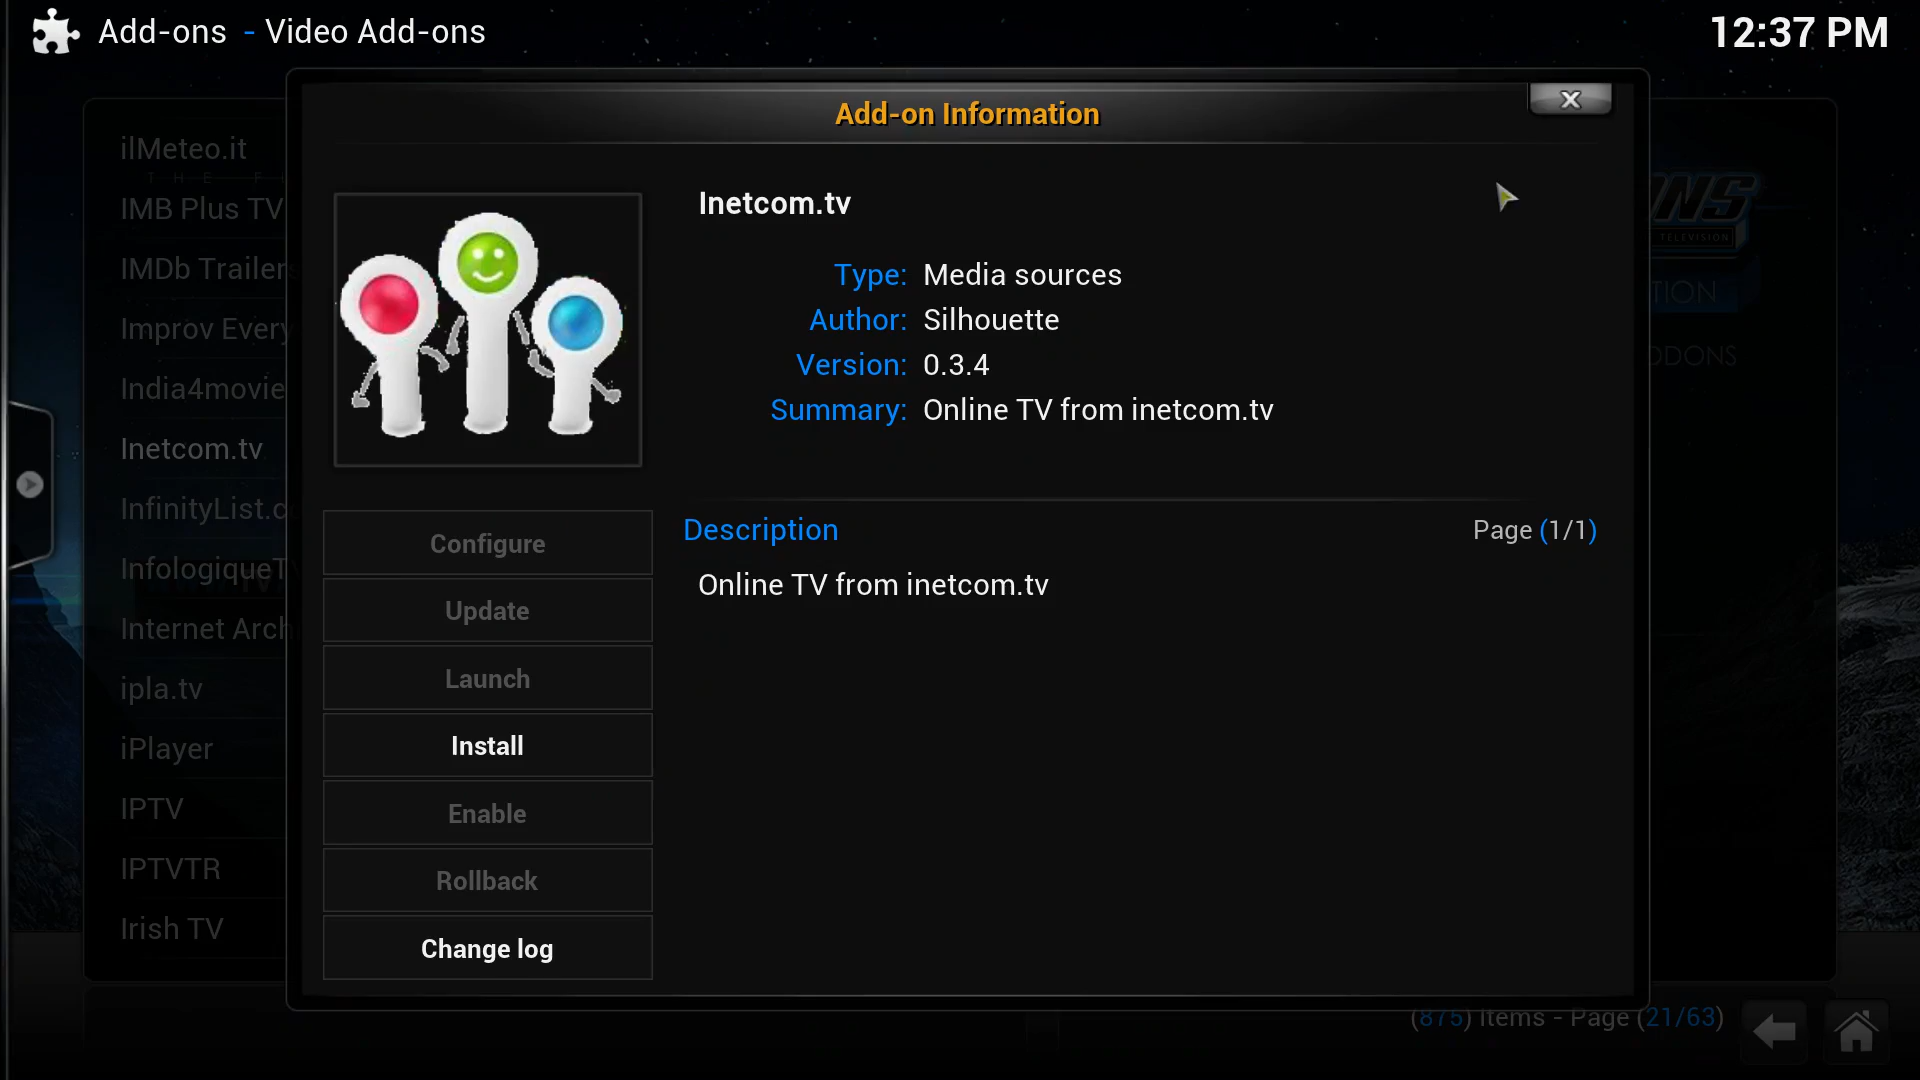 Add-ons - Video Add-ons
12:37 PM
Add-on Information
x
ilMeteo.it
IMB Plus TV
IMDb Trailer
Improv Every
India4movie
Inetcom.tv
InfinityList.c
InfologiqueT
Internet Arch
ipla.tv
iPlayer
IPTV
IPTVTR
Irish TV
Inetcom.tv
Type: Media sources
Author: Silhouette
Version: 0.3.4
Summary: Online TV from inetcom.tv
Configure
Update
Launch
Install
Enable
Rollback
Change log
Description
Page (1/1)
Online TV from inetcom.tv
TELEVISION
(875) Items - Page (21/63)